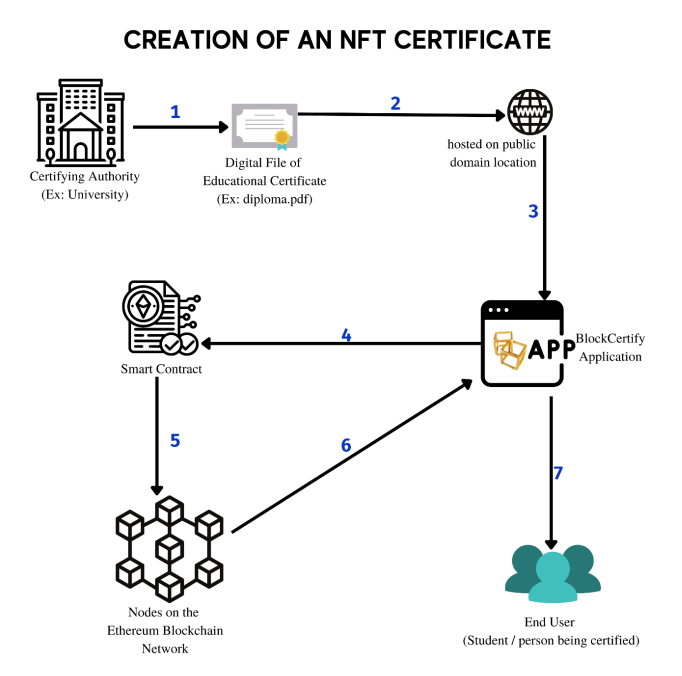 CREATION OF AN NFT CERTIFICATE
1
2
Certifying Authority
(Ex: University)
Digital File of
Educational Certificate
(Ex: diploma.pdf)
WWW
hosted on public
domain location
3
4
APP
BlockCertify
Application
Smart Contract
5
6
7
Nodes on the
Ethereum Blockchain
Network
End User
(Student / person being certified)